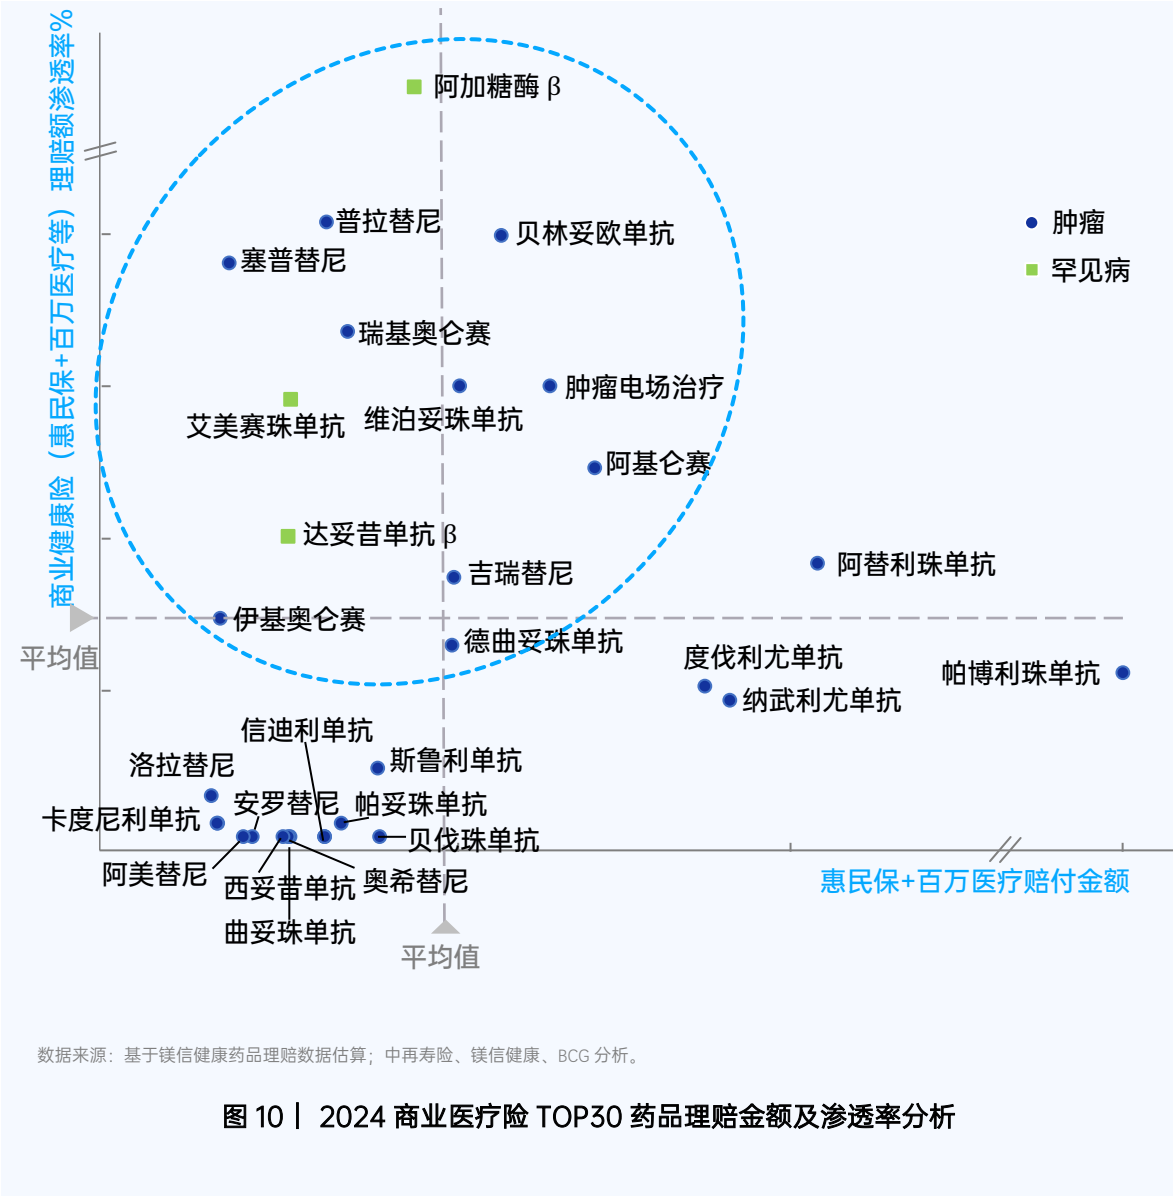 商业健康险（惠民保+百万医疗等）理赔额渗透率%
阿加糖酶 β
普拉替尼
贝林妥欧单抗
肿瘤
塞普替尼
罕见病
瑞基奥仑赛
肿瘤电场治疗
艾美赛珠单抗
维泊妥珠单抗
阿基仑赛
达妥昔单抗 β
吉瑞替尼
阿替利珠单抗
伊基奥仑赛
德曲妥珠单抗
平均值
度伐利尤单抗
帕博利珠单抗
纳武利尤单抗
信迪利单抗
斯鲁利单抗
洛拉替尼
安罗替尼
帕妥珠单抗
卡度尼利单抗
贝伐珠单抗
阿美替尼
西妥昔单抗
奥希替尼
惠民保+百万医疗赔付金额
曲妥珠单抗
平均值
数据来源：基于镁信健康药品理赔数据估算；中再寿险、镁信健康、BCG 分析。
图 10丨 2024 商业医疗险 TOP30 药品理赔金额及渗透率分析